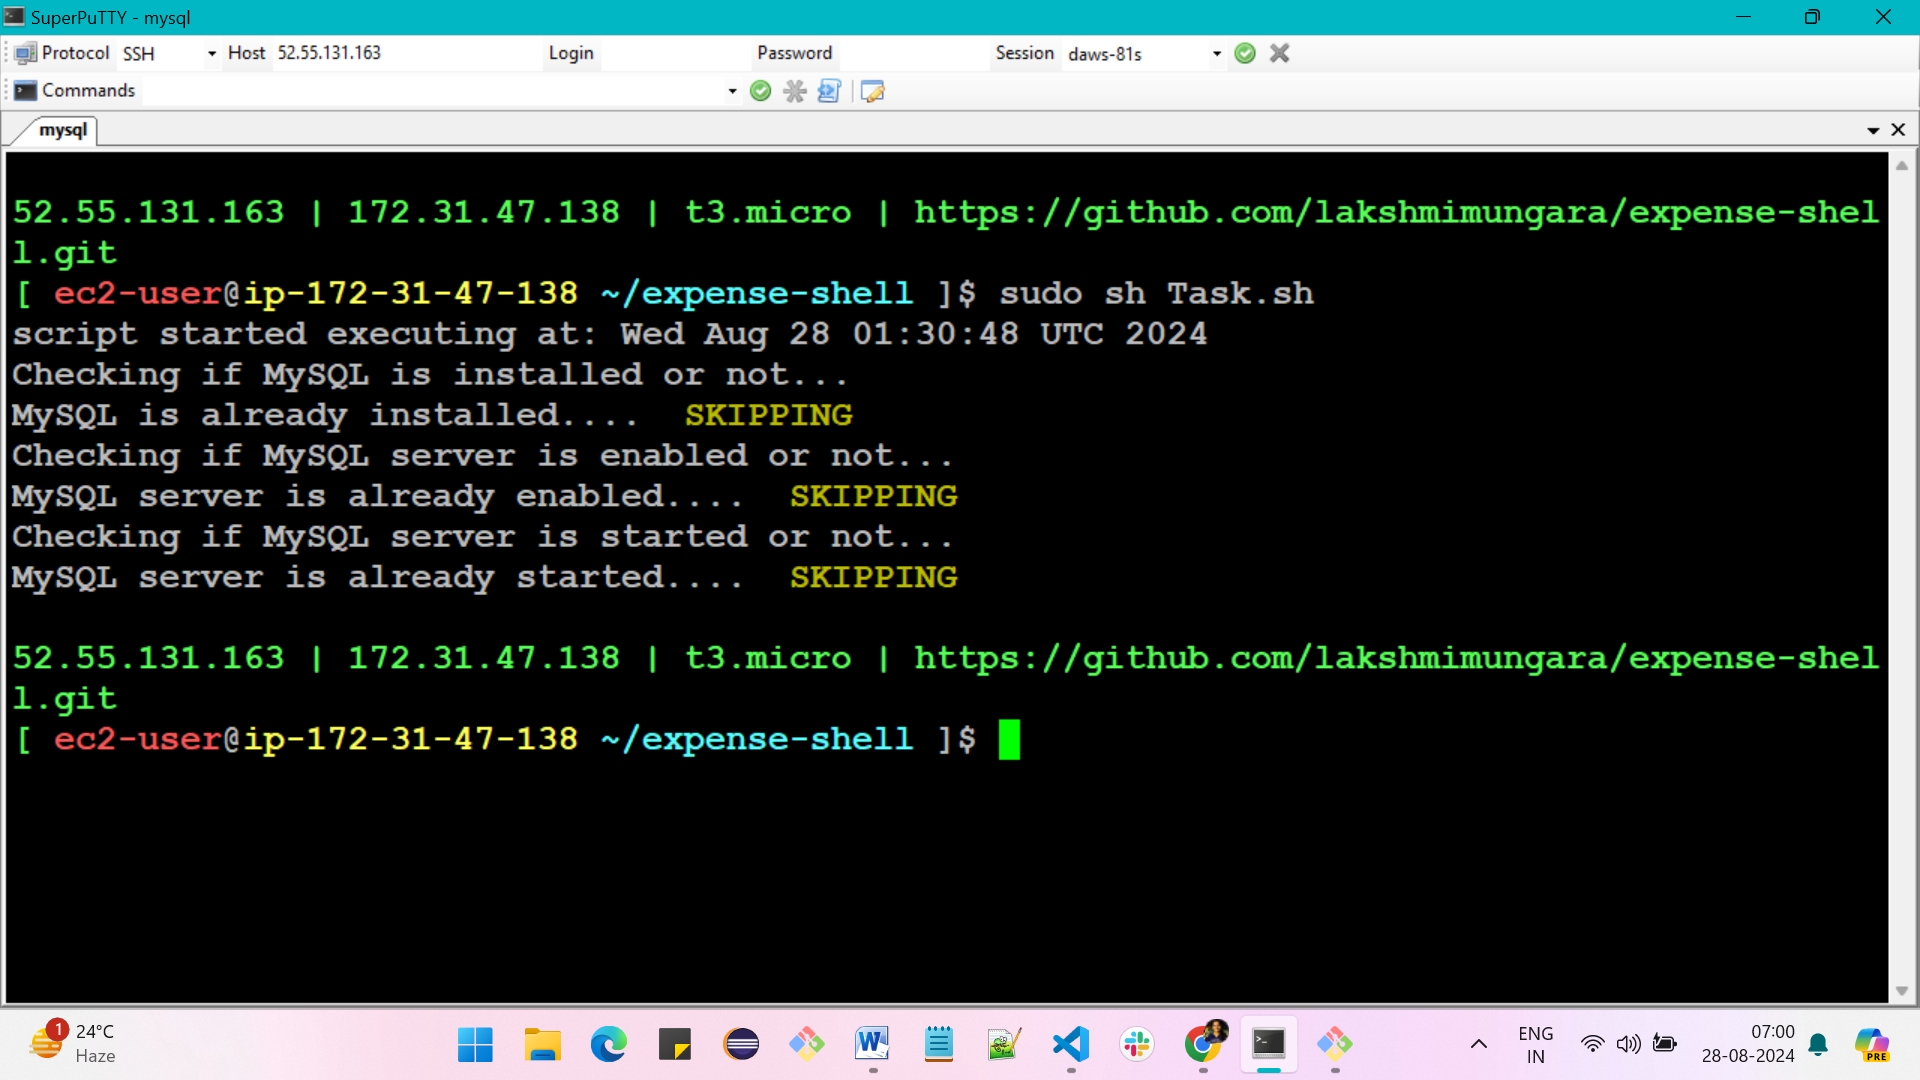 SuperPuTTY - mysql
Protocol SSH Host 52.55.131.163 Login Password Session daws-81s
Commands
mysql
52.55.131.163 | 172.31.47.138 | t3.micro | https://github.com/lakshmimungara/expense-shel
l.git
[ ec2-user@ip-172-31-47-138 ~/expense-shell ]$ sudo sh Task.sh
script started executing at: Wed Aug 28 01:30:48 UTC 2024
Checking if MySQL is installed or not...
MySQL is already installed.... SKIPPING
Checking if MySQL server is enabled or not...
MySQL server is already enabled.... SKIPPING
Checking if MySQL server is started or not...
MySQL server is already started.... SKIPPING
52.55.131.163 | 172.31.47.138 | t3.micro | https://github.com/lakshmimungara/expense-shel
l.git
[ ec2-user@ip-172-31-47-138 ~/expense-shell ]$
1 24°C
Haze
ENG
IN
07:00
28-08-2024
PRE